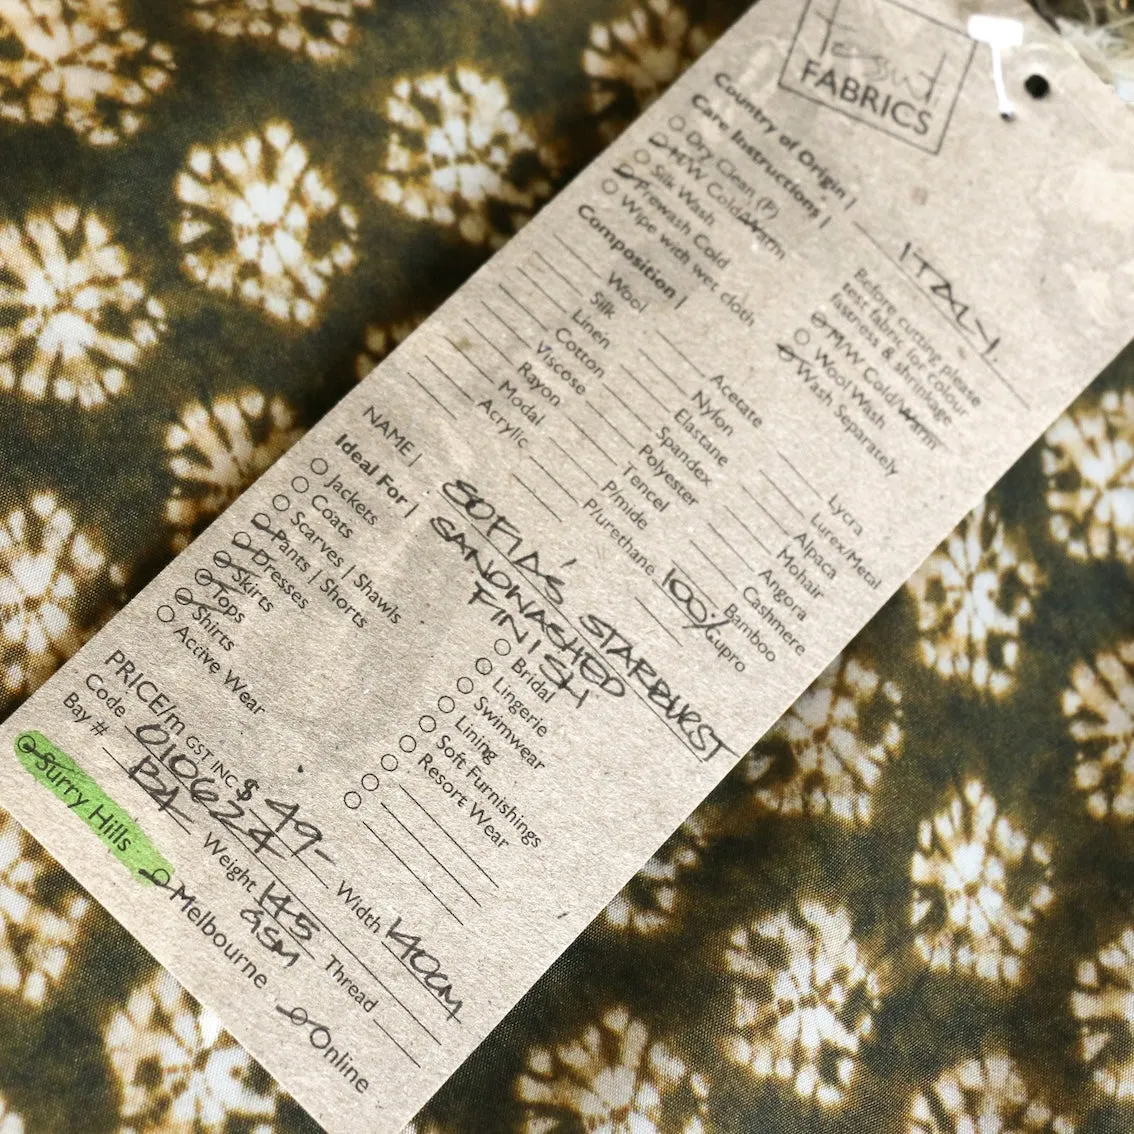 Tessuti
FABRICS
Country of Origin | ITALY.
Care Instructions |
Dry Clean (P)
HEW Cold/Warm
Silk Wash
Prewash Cold
Wipe with wet cloth
Before cutting please
test fabric for colour
fastness & shrinkage
M/W Cold/Warm
Wool Wash
Wash Separately
Composition |
Wool
Silk
Linen
Cotton
Viscose
Rayon
Modal
Acrylic
Acetate
Nylon
Elastane
Spandex
Polyester
Tencel
P/mide
P/urethane
Lycra
Lurex/Metal
Alpaca
Mohair
Angora
Cashmere
Bamboo
100% Cupro
NAME | SOFIA'S STARBURST
SANDWASHED
FINISH
Ideal For |
Jackets
Coats
Scarves | Shawls
Pants | Shorts
Dresses
Skirts
Tops
Shirts
Active Wear
Bridal
Lingerie
Swimwear
Lining
Soft Furnishings
Resort Wear
PRICE/m GST INC $ 49-
Code 0106224 Width 140CM
Bay # B4 Weight 145 GSM Thread
Surry Hills Melbourne Online